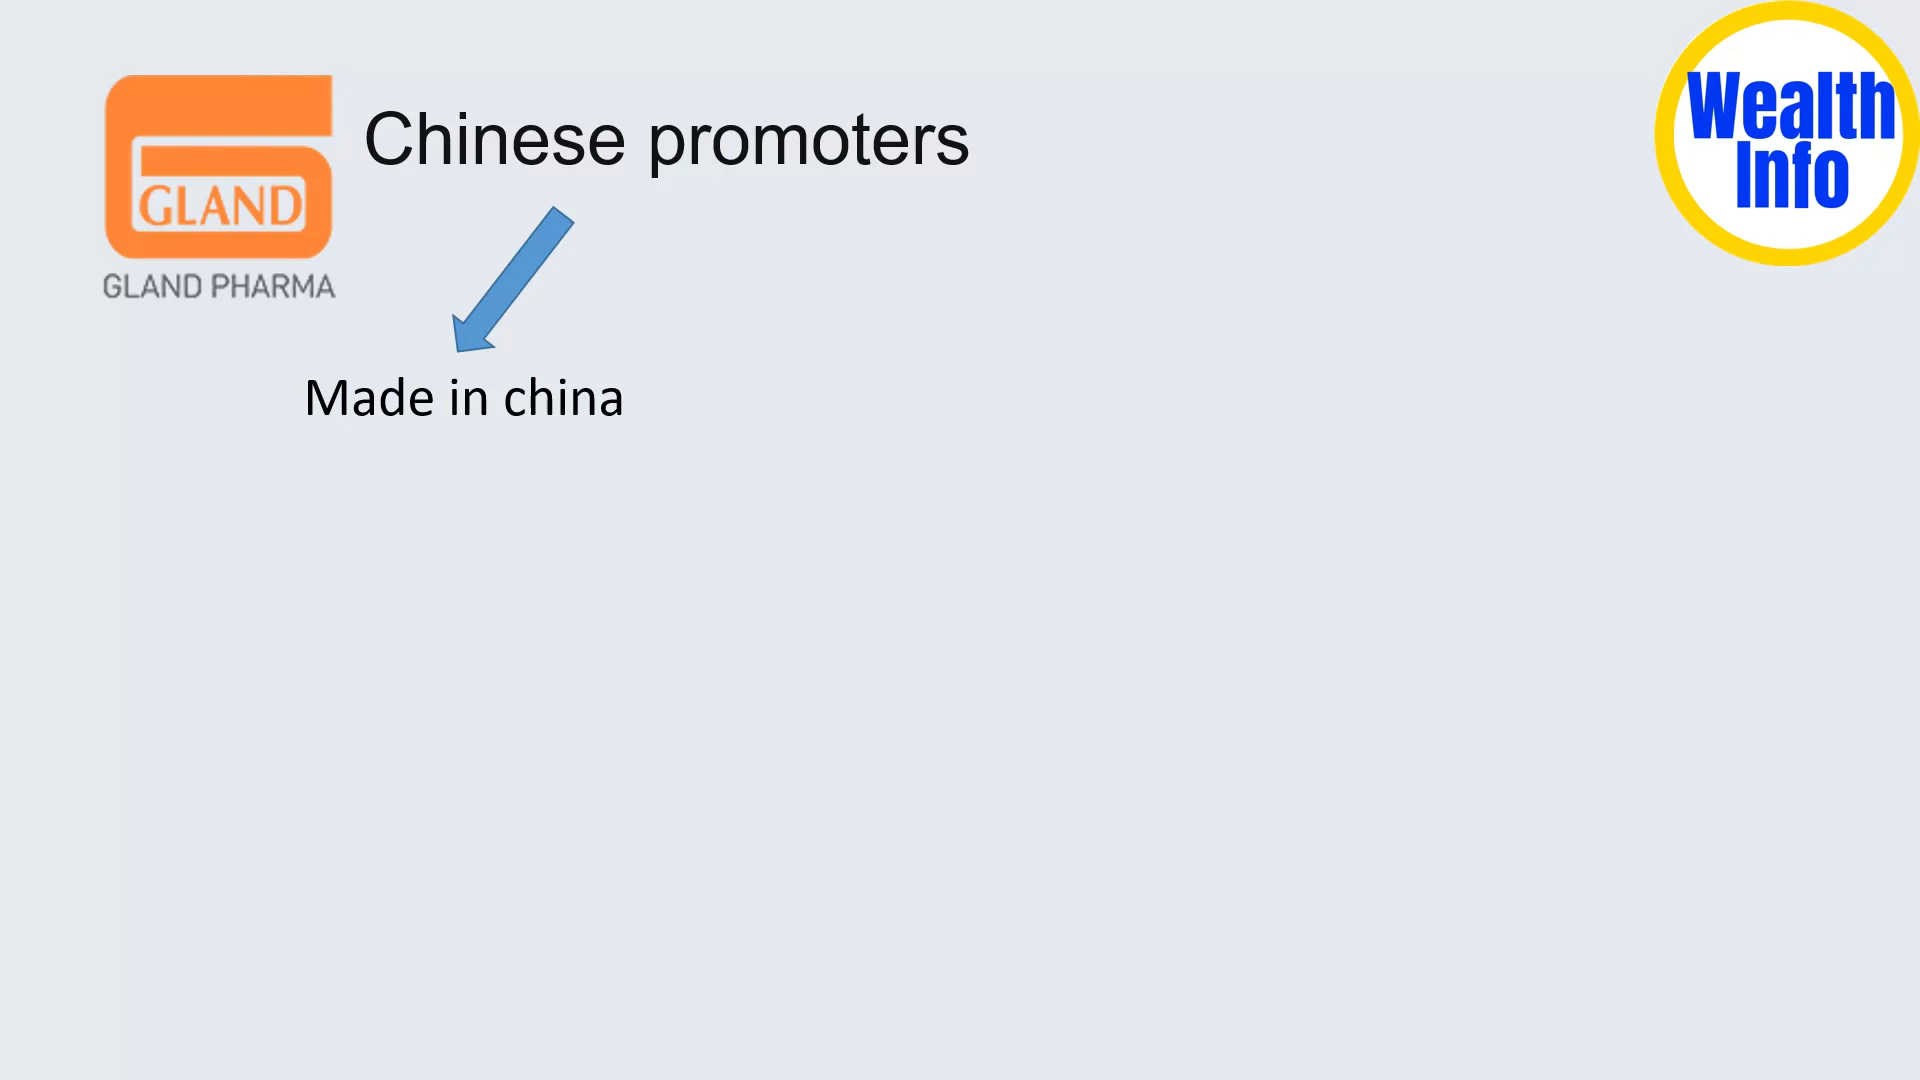 GLAND
GLAND PHARMA
Chinese promoters
Made in china
Wealth
Info